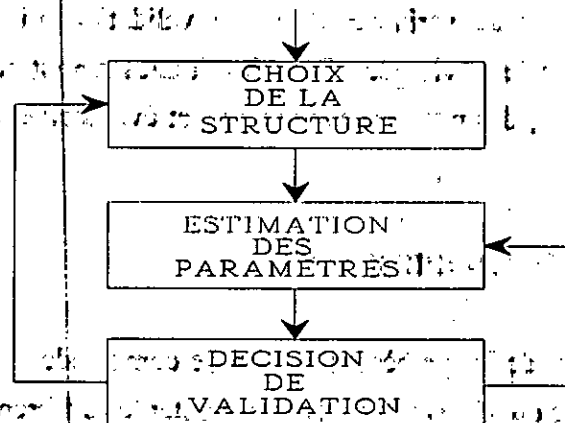 CHOIX
DE LA
STRUCTURE
ESTIMATION
DES
PARAMETRES
DECISION
DE
VALIDATION